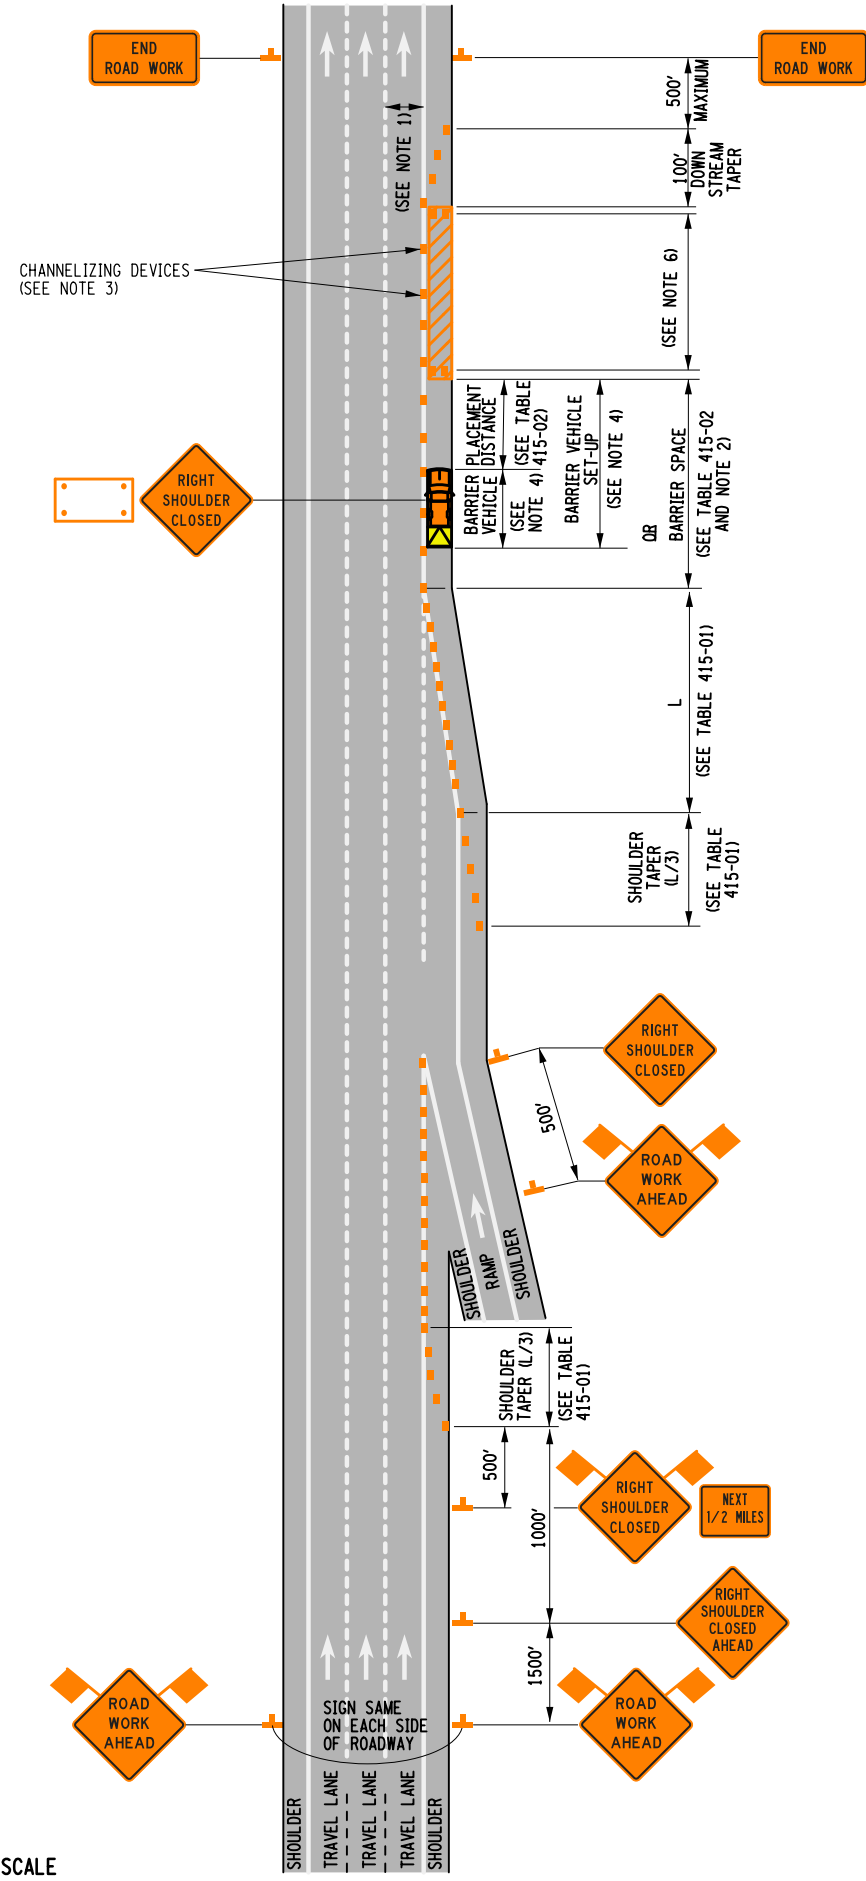 END
ROAD WORK
END
ROAD WORK
500'
MAXIMUM
100'
DOWN
STREAM
TAPER
(SEE NOTE 1)
CHANNELIZING DEVICES
(SEE NOTE 3)
(SEE NOTE 6)
RIGHT
SHOULDER
CLOSED
BARRIER PLACEMENT
DISTANCE
(SEE TABLE
415-02)
VEHICLE
(SEE
NOTE 4)
BARRIER VEHICLE
SET-UP
(SEE NOTE 4)
OR
BARRIER SPACE
(SEE TABLE 415-02
AND NOTE 2)
L
(SEE TABLE 415-01)
SHOULDER
TAPER
(L/3)
(SEE TABLE
415-01)
RIGHT
SHOULDER
CLOSED
500'
ROAD
WORK
AHEAD
SHOULDER
RAMP
SHOULDER
SHOULDER
TAPER (L/3)
(SEE TABLE
415-01)
500'
1000'
RIGHT
SHOULDER
CLOSED
NEXT
1/2 MILES
RIGHT
SHOULDER
CLOSED
AHEAD
1500'
ROAD
WORK
AHEAD
SIGN SAME
ON EACH SIDE
OF ROADWAY
ROAD
WORK
AHEAD
SHOULDER
TRAVEL LANE
TRAVEL LANE
TRAVEL LANE
SHOULDER
SCALE